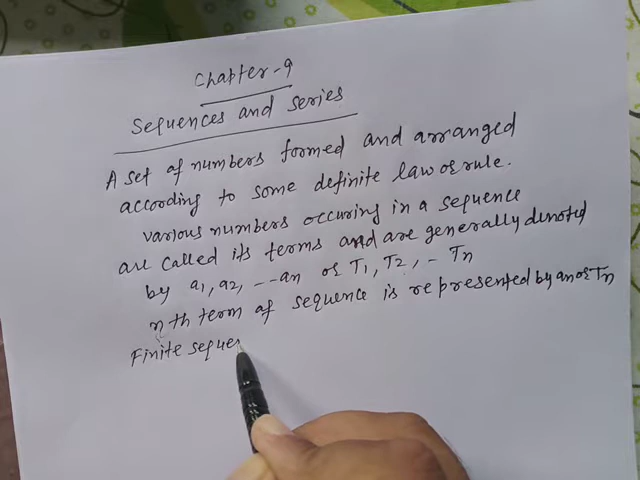 Chapter-9
Sequences and series
A set of numbers formed and arranged
according to some definite law or rule.
various numbers occuring in a sequence
are called its terms and are generally denoted
by a1, a2, --an or T1, T2, - Tn
nth term of sequence is represented by an or Tn
Finite seque